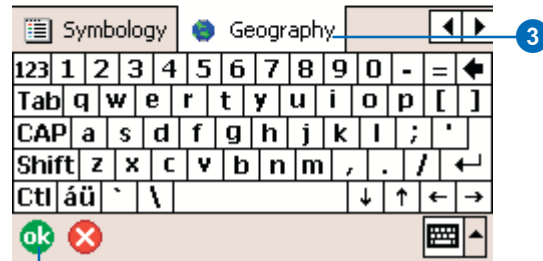 Symbology Geography 3
123 1 2 3 4 5 6 7 8 9 0 - = 🡄
Tab q w e r t y u i o p [ ]
CAP a s d f g h j k l ; '
Shift z x c v b n m , . / ↵
Ctl áü ` \ ↓ ↑ ← →
ok